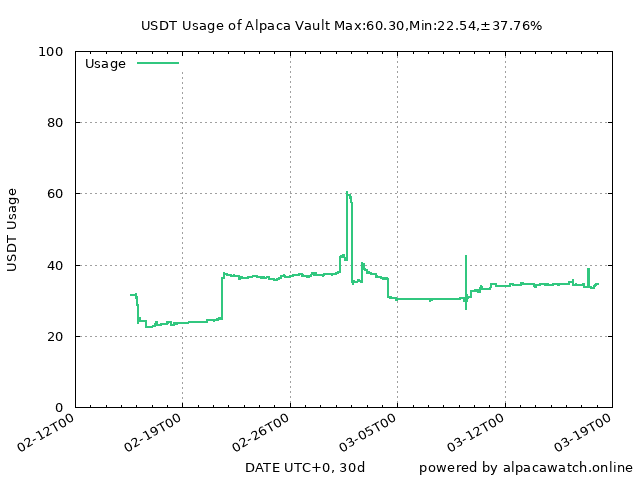 USDT Usage of Alpaca Vault Max:60.30,Min:22.54,±37.76%
Usage
100
80
60
40
20
0
USDT Usage
02-12T00
02-19T00
02-26T00
03-05T00
03-12T00
03-19T00
DATE UTC+0, 30d
powered by alpacawatch.online